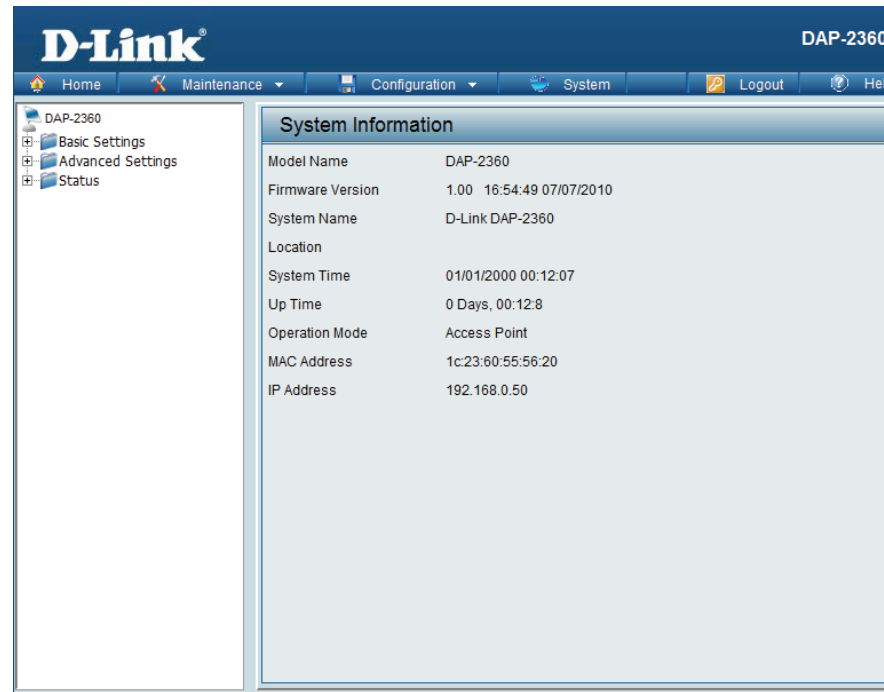 D-Link®
DAP-2360
Home Maintenance Configuration System Logout Hel
DAP-2360
Basic Settings
Advanced Settings
Status
System Information
Model Name DAP-2360
Firmware Version 1.00 16:54:49 07/07/2010
System Name D-Link DAP-2360
Location
System Time 01/01/2000 00:12:07
Up Time 0 Days, 00:12:8
Operation Mode Access Point
MAC Address 1c:23:60:55:56:20
IP Address 192.168.0.50